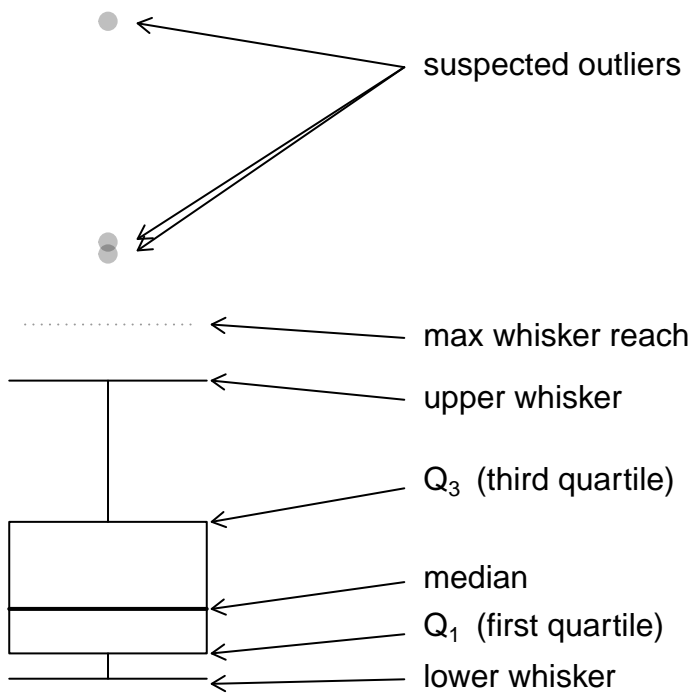 suspected outliers
max whisker reach
upper whisker
Q₃ (third quartile)
median
Q₁ (first quartile)
lower whisker